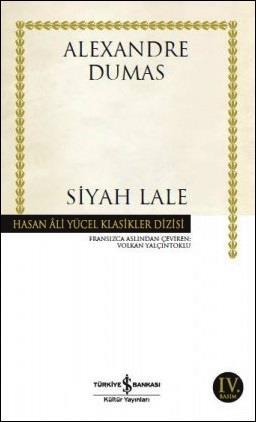 ALEXANDRE
DUMAS
SİYAH LALE
HASAN ÂLİ YÜCEL KLASİKLER DİZİSİ
FRANSIZCA ASLINDAN ÇEVİREN:
VOLKAN YALÇINTOKLU
TÜRKİYE İŞ BANKASI
Kültür Yayınları
IV.
BASIM